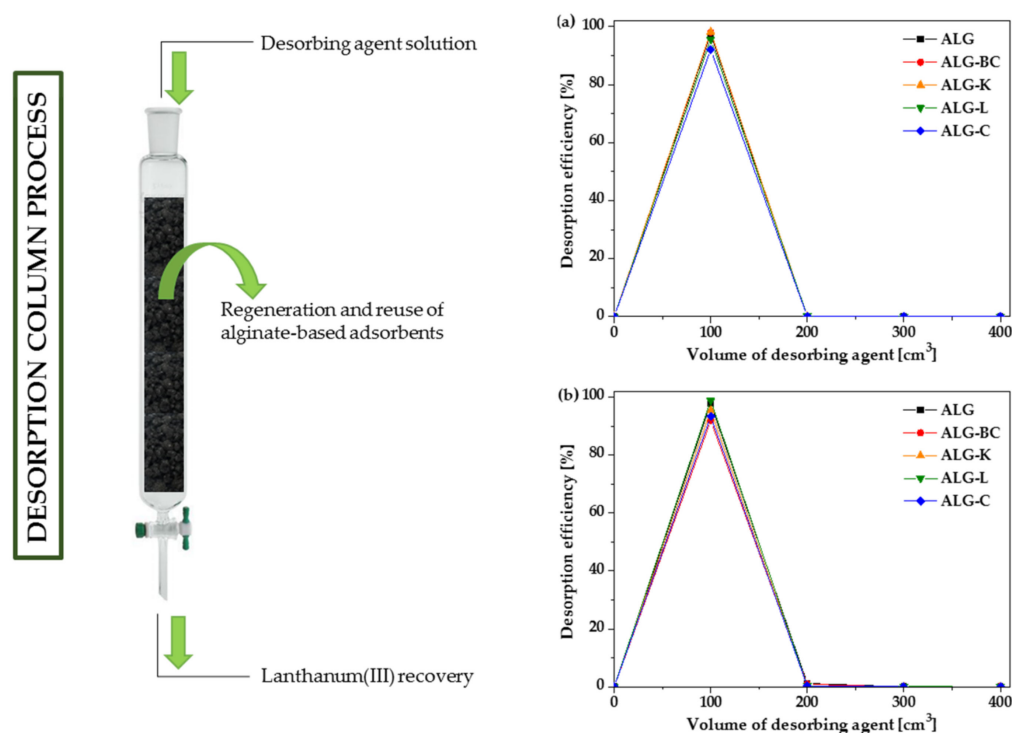 DESORPTION COLUMN PROCESS
Desorbing agent solution
Regeneration and reuse of
alginate-based adsorbents
Lanthanum(III) recovery
(a)
Desorption efficiency [%]
100
80
60
40
20
0
ALG
ALG-BC
ALG-K
ALG-L
ALG-C
0 100 200 300 400
Volume of desorbing agent [cm³]
(b)
Desorption efficiency [%]
100
80
60
40
20
0
ALG
ALG-BC
ALG-K
ALG-L
ALG-C
0 100 200 300 400
Volume of desorbing agent [cm³]